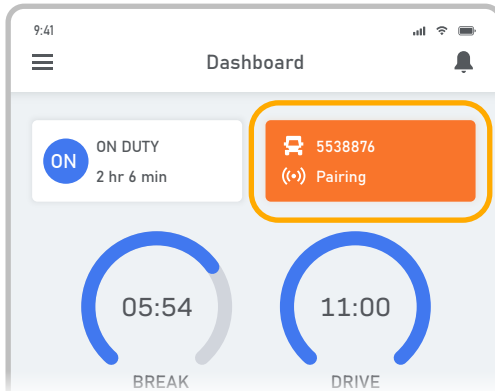 9:41
Dashboard
ON
ON DUTY
2 hr 6 min
5538876
Pairing
05:54
BREAK
11:00
DRIVE